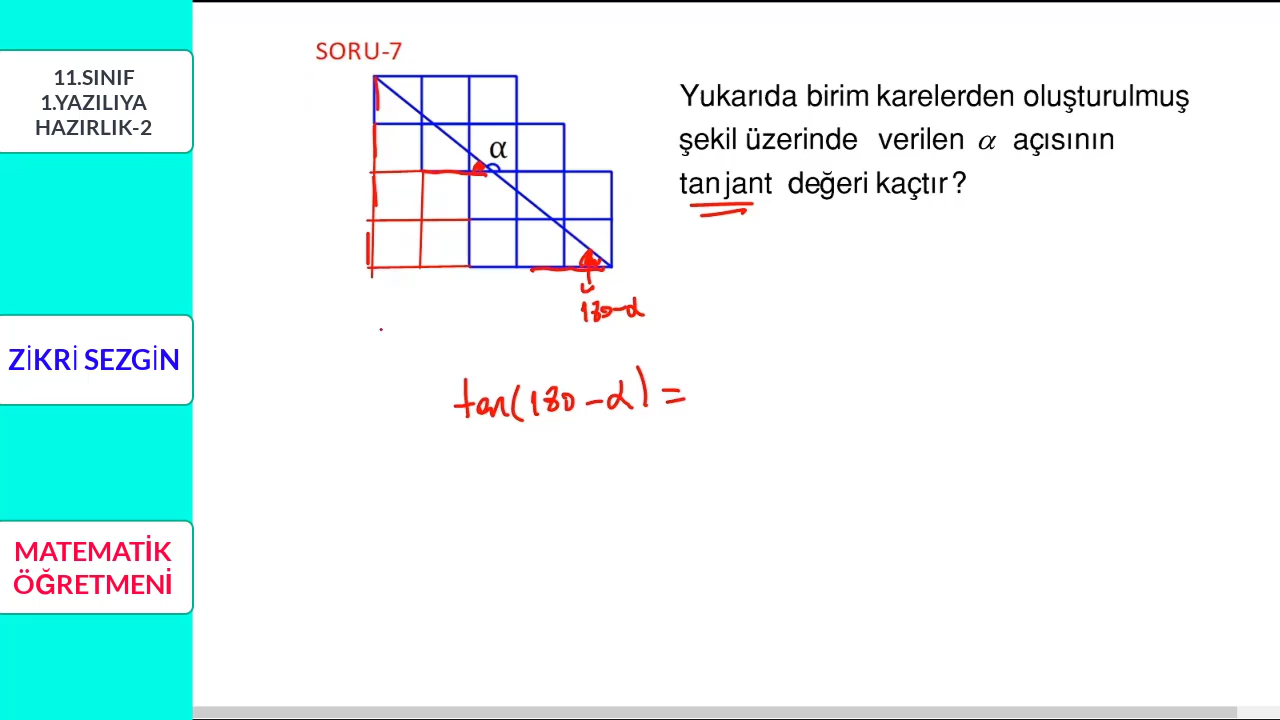 11.SINIF
1.YAZILIYA
HAZIRLIK-2
ZİKRİ SEZGİN
MATEMATİK
ÖĞRETMENİ
SORU-7
α
180-α
Yukarıda birim karelerden oluşturulmuş
şekil üzerinde verilen α açısının
tanjant değeri kaçtır?
tan(180-α)=